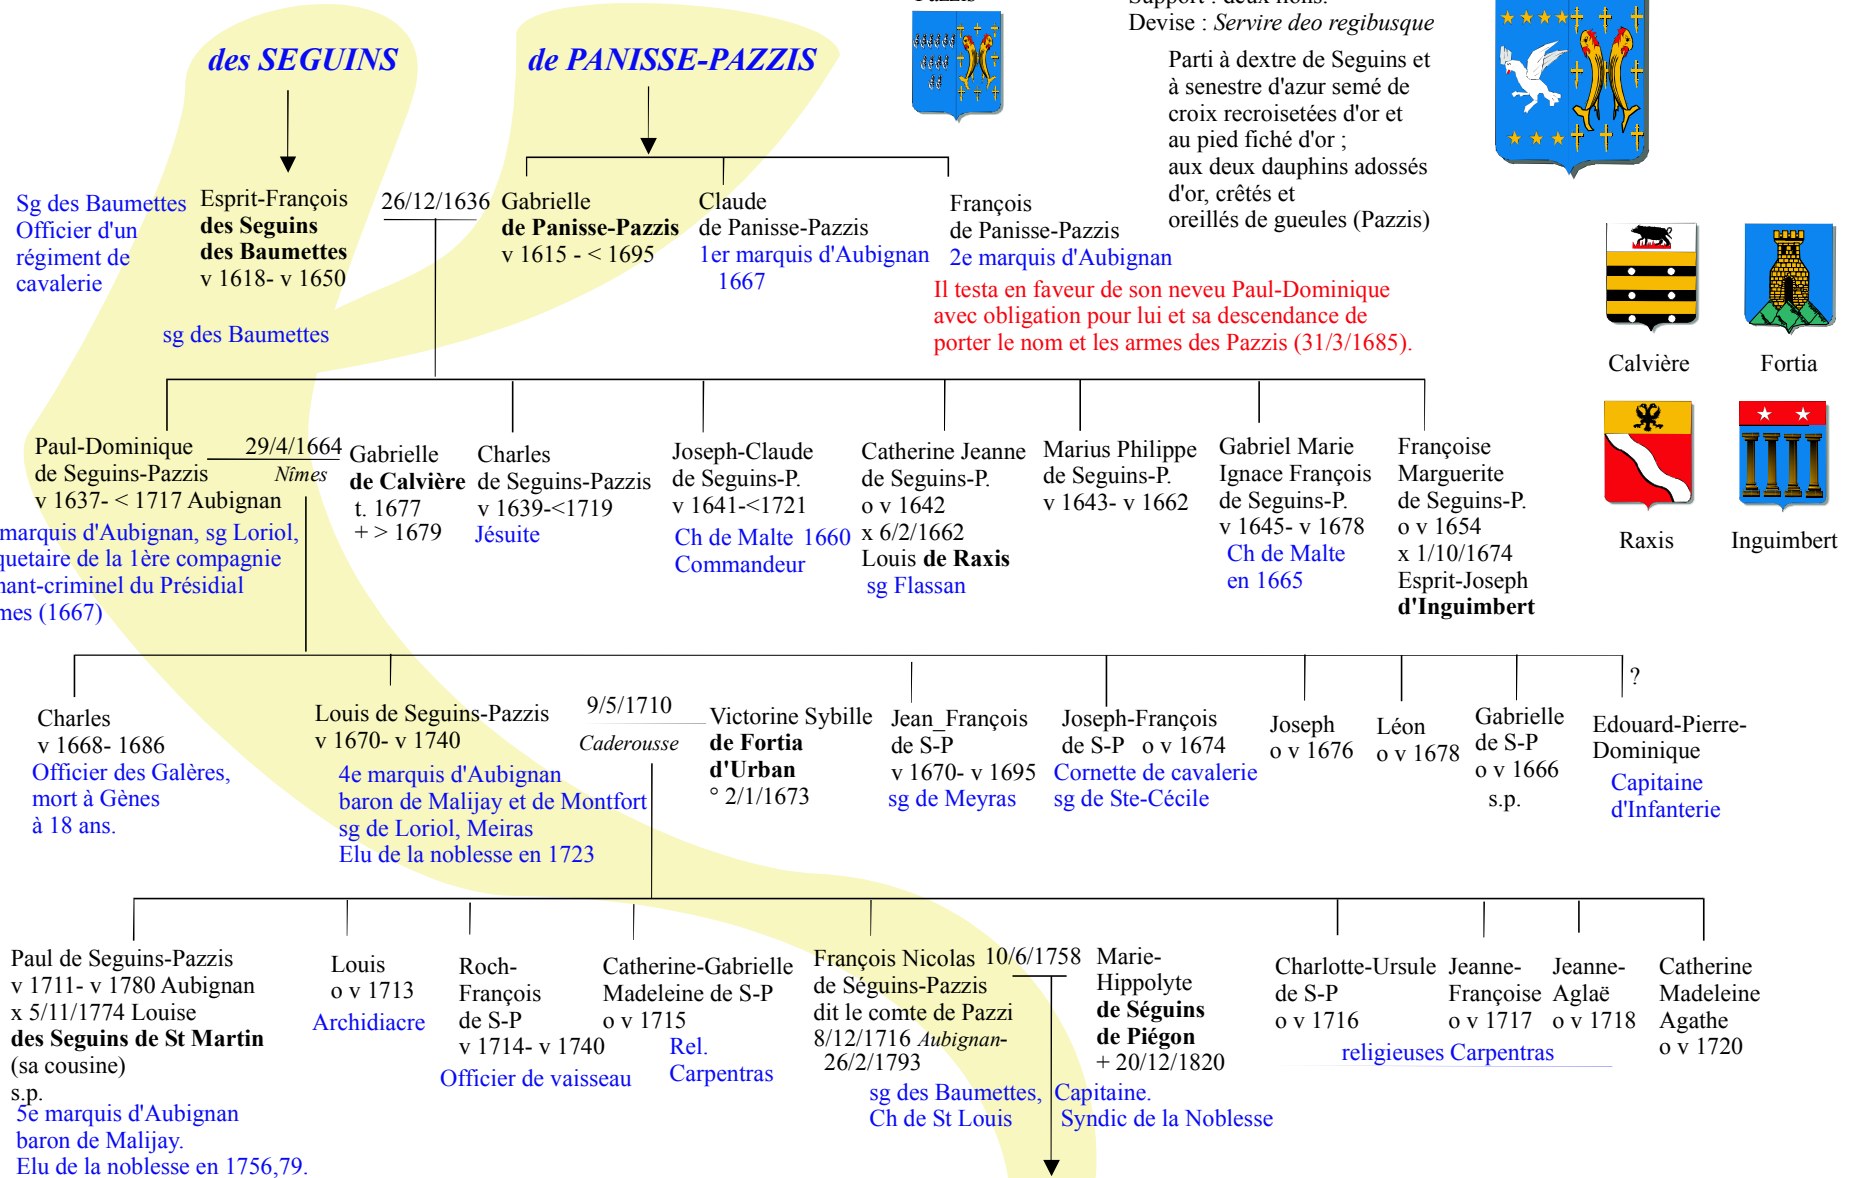 Support : deux lions.
Devise : Servire deo regibusque
des SEGUINS
de PANISSE-PAZZIS
Parti à dextre de Seguins et
à senestre d'azur semé de
croix recroisetées d'or et
au pied fiché d'or ;
aux deux dauphins adossés
d'or, crêtés et
oreillés de gueules (Pazzis)
Sg des Baumettes
Officier d'un
régiment de
cavalerie
Esprit-François
des Seguins
des Baumettes
v 1618- v 1650
sg des Baumettes
26/12/1636
Gabrielle
de Panisse-Pazzis
v 1615 - < 1695
Claude
de Panisse-Pazzis
1er marquis d'Aubignan
1667
François
de Panisse-Pazzis
2e marquis d'Aubignan
Il testa en faveur de son neveu Paul-Dominique
avec obligation pour lui et sa descendance de
porter le nom et les armes des Pazzis (31/3/1685).
Calvière
Fortia
Raxis
Inguimbert
Paul-Dominique
de Seguins-Pazzis
v 1637- < 1717 Aubignan
marquis d'Aubignan, sg Loriol,
quetaire de la 1ère compagnie
nant-criminel du Présidial
mes (1667)
29/4/1664
Nîmes
Gabrielle
de Calvière
t. 1677
+ > 1679
Charles
de Seguins-Pazzis
v 1639-<1719
Jésuite
Joseph-Claude
de Seguins-P.
v 1641-<1721
Ch de Malte 1660
Commandeur
Catherine Jeanne
de Seguins-P.
o v 1642
x 6/2/1662
Louis de Raxis
sg Flassan
Marius Philippe
de Seguins-P.
v 1643- v 1662
Gabriel Marie
Ignace François
de Seguins-P.
v 1645- v 1678
Ch de Malte
en 1665
Françoise
Marguerite
de Seguins-P.
o v 1654
x 1/10/1674
Esprit-Joseph
d'Inguimbert
Charles
v 1668- 1686
Officier des Galères,
mort à Gènes
à 18 ans.
Louis de Seguins-Pazzis
v 1670- v 1740
4e marquis d'Aubignan
baron de Malijay et de Montfort
sg de Loriol, Meiras
Elu de la noblesse en 1723
9/5/1710
Caderousse
Victorine Sybille
de Fortia
d'Urban
° 2/1/1673
Jean_François
de S-P
v 1670- v 1695
sg de Meyras
Joseph-François
de S-P o v 1674
Cornette de cavalerie
sg de Ste-Cécile
Joseph
o v 1676
Léon
o v 1678
Gabrielle
de S-P
o v 1666
s.p.
?
Edouard-Pierre-
Dominique
Capitaine
d'Infanterie
Paul de Seguins-Pazzis
v 1711- v 1780 Aubignan
x 5/11/1774 Louise
des Seguins de St Martin
(sa cousine)
s.p.
5e marquis d'Aubignan
baron de Malijay.
Elu de la noblesse en 1756,79.
Louis
o v 1713
Archidiacre
Roch-
François
de S-P
v 1714- v 1740
Officier de vaisseau
Catherine-Gabrielle
Madeleine de S-P
o v 1715
Rel.
Carpentras
François Nicolas
de Séguins-Pazzis
dit le comte de Pazzi
8/12/1716 Aubignan-
26/2/1793
sg des Baumettes, Capitaine.
Ch de St Louis Syndic de la Noblesse
10/6/1758
Marie-
Hippolyte
de Séguins
de Piégon
+ 20/12/1820
Charlotte-Ursule
de S-P
o v 1716
Jeanne-
Françoise
o v 1717
Jeanne-
Aglaë
o v 1718
religieuses Carpentras
Catherine
Madeleine
Agathe
o v 1720